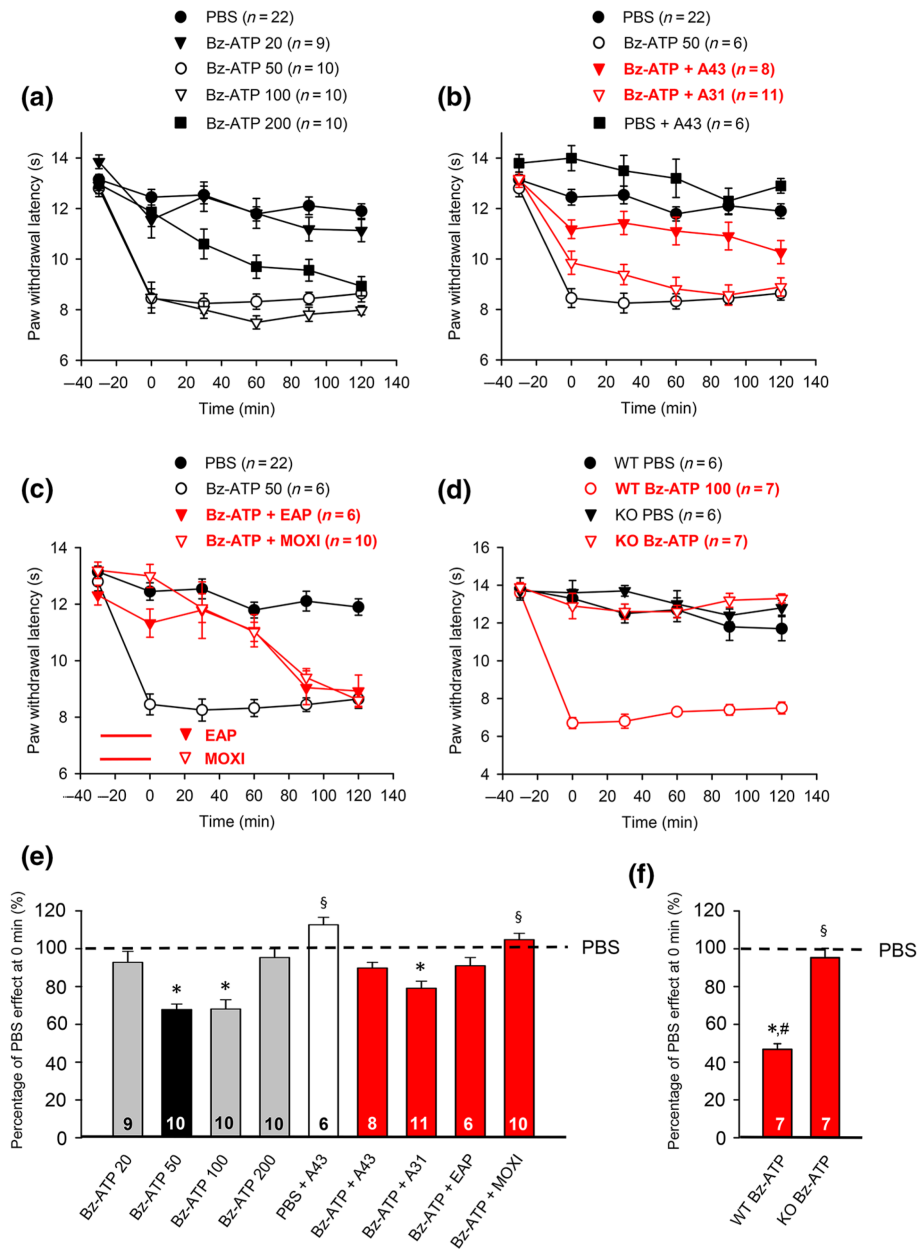 (a)
PBS (n = 22)
Bz-ATP 20 (n = 9)
Bz-ATP 50 (n = 10)
Bz-ATP 100 (n = 10)
Bz-ATP 200 (n = 10)
Paw withdrawal latency (s)
14
12
10
8
6
–40 –20 0 20 40 60 80 100 120 140
Time (min)
(b)
PBS (n = 22)
Bz-ATP 50 (n = 6)
Bz-ATP + A43 (n = 8)
Bz-ATP + A31 (n = 11)
PBS + A43 (n = 6)
Paw withdrawal latency (s)
14
12
10
8
6
–40 –20 0 20 40 60 80 100 120 140
Time (min)
(c)
PBS (n = 22)
Bz-ATP 50 (n = 6)
Bz-ATP + EAP (n = 6)
Bz-ATP + MOXI (n = 10)
Paw withdrawal latency (s)
14
12
10
8
6
EAP
MOXI
–40 –20 0 20 40 60 80 100 120 140
Time (min)
(d)
WT PBS (n = 6)
WT Bz-ATP 100 (n = 7)
KO PBS (n = 6)
KO Bz-ATP (n = 7)
Paw withdrawal latency (s)
16
14
12
10
8
6
4
–40 –20 0 20 40 60 80 100 120 140
Time (min)
(e)
Percentage of PBS erffect at 0 min (%)
120
100
80
60
40
20
0
* * * § §
PBS
9 10 10 10 6 8 11 6 10
Bz-ATP 20
Bz-ATP 50
Bz-ATP 100
Bz-ATP 200
PBS + A43
Bz-ATP + A43
Bz-ATP + A31
Bz-ATP + EAP
Bz-ATP + MOXI
(f)
Percentage of PBS erffect at 0 min (%)
120
100
80
60
40
20
0
*,# §
PBS
7 7
WT Bz-ATP
KO Bz-ATP